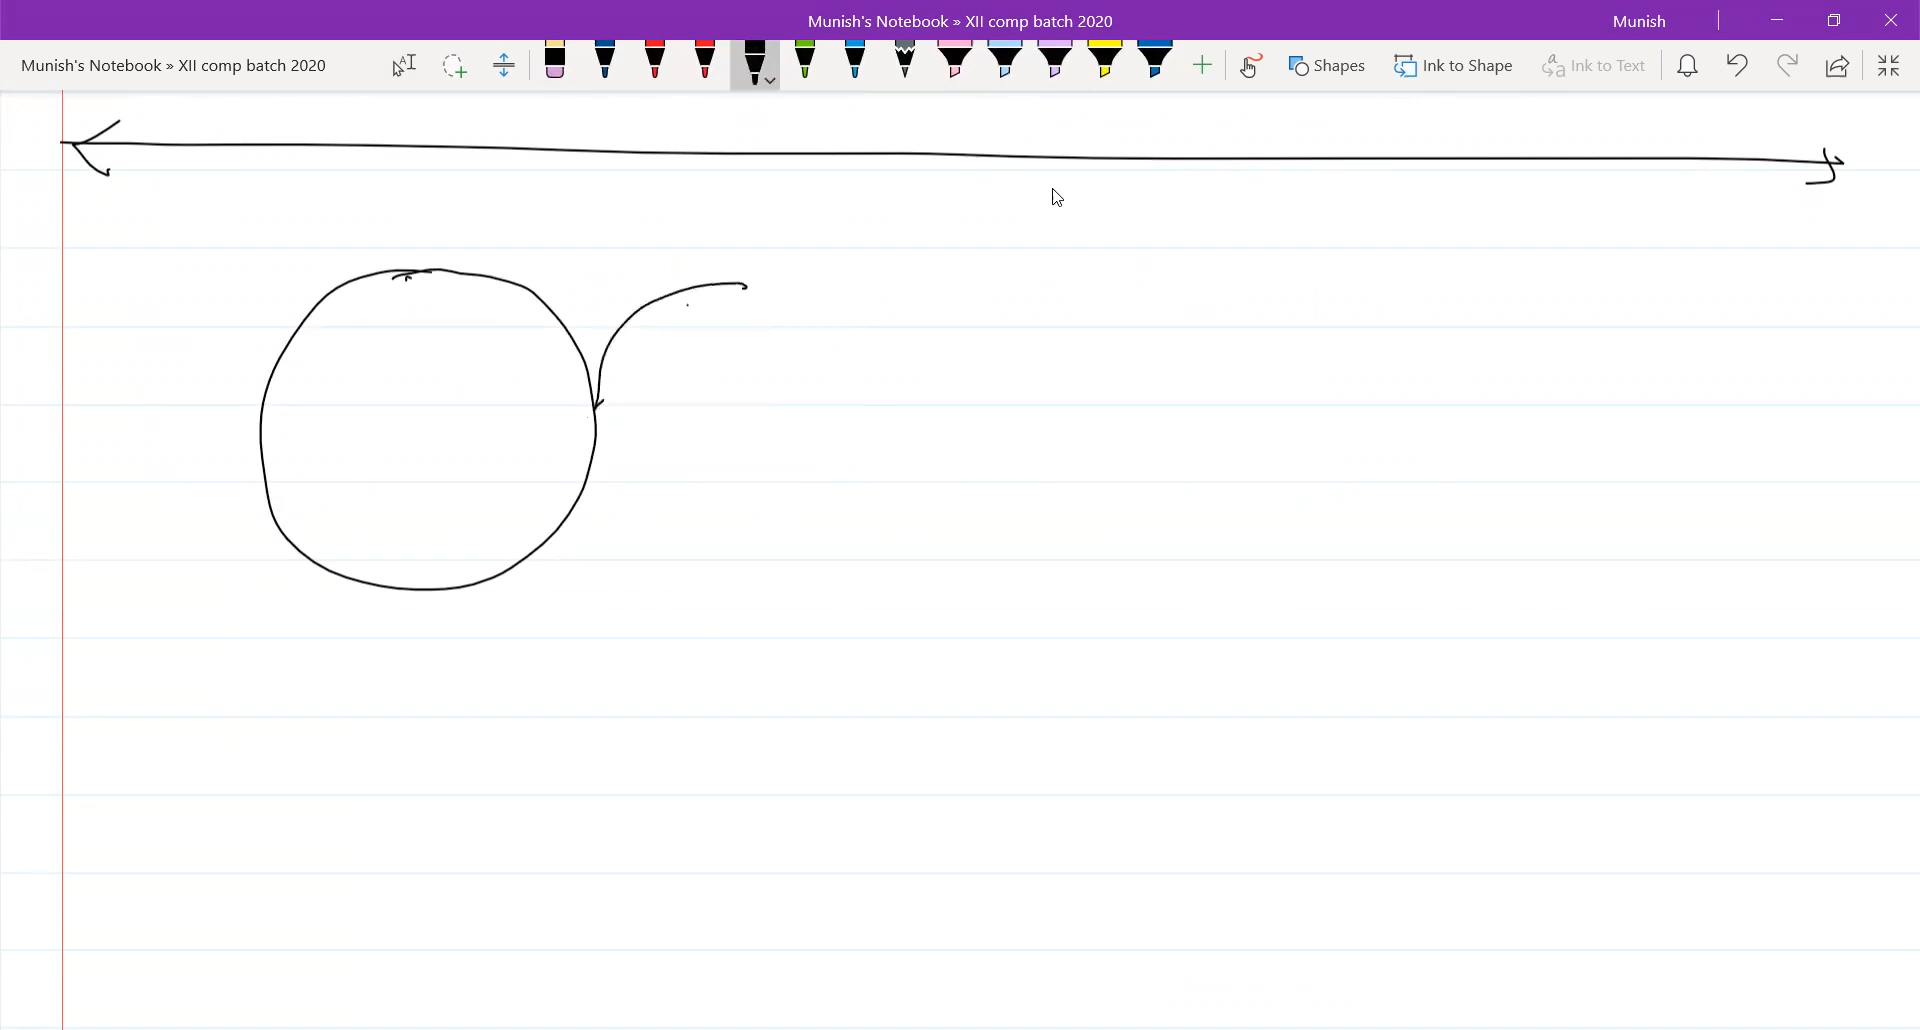 Munish's Notebook » XII comp batch 2020
Munish
Munish's Notebook » XII comp batch 2020
Shapes
Ink to Shape
Ink to Text